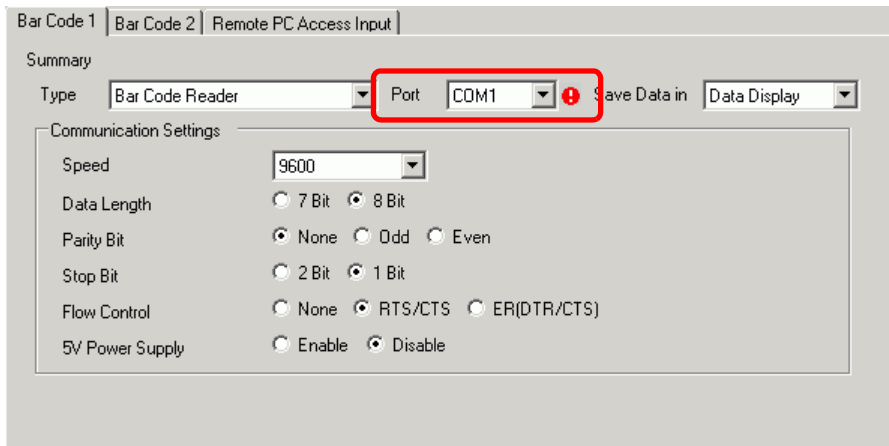 Bar Code 1 Bar Code 2 Remote PC Access Input
Summary
Type Bar Code Reader Port COM1 Save Data in Data Display
Communication Settings
Speed 9600
Data Length 7 Bit 8 Bit
Parity Bit None Odd Even
Stop Bit 2 Bit 1 Bit
Flow Control None RTS/CTS ER(DTR/CTS)
5V Power Supply Enable Disable